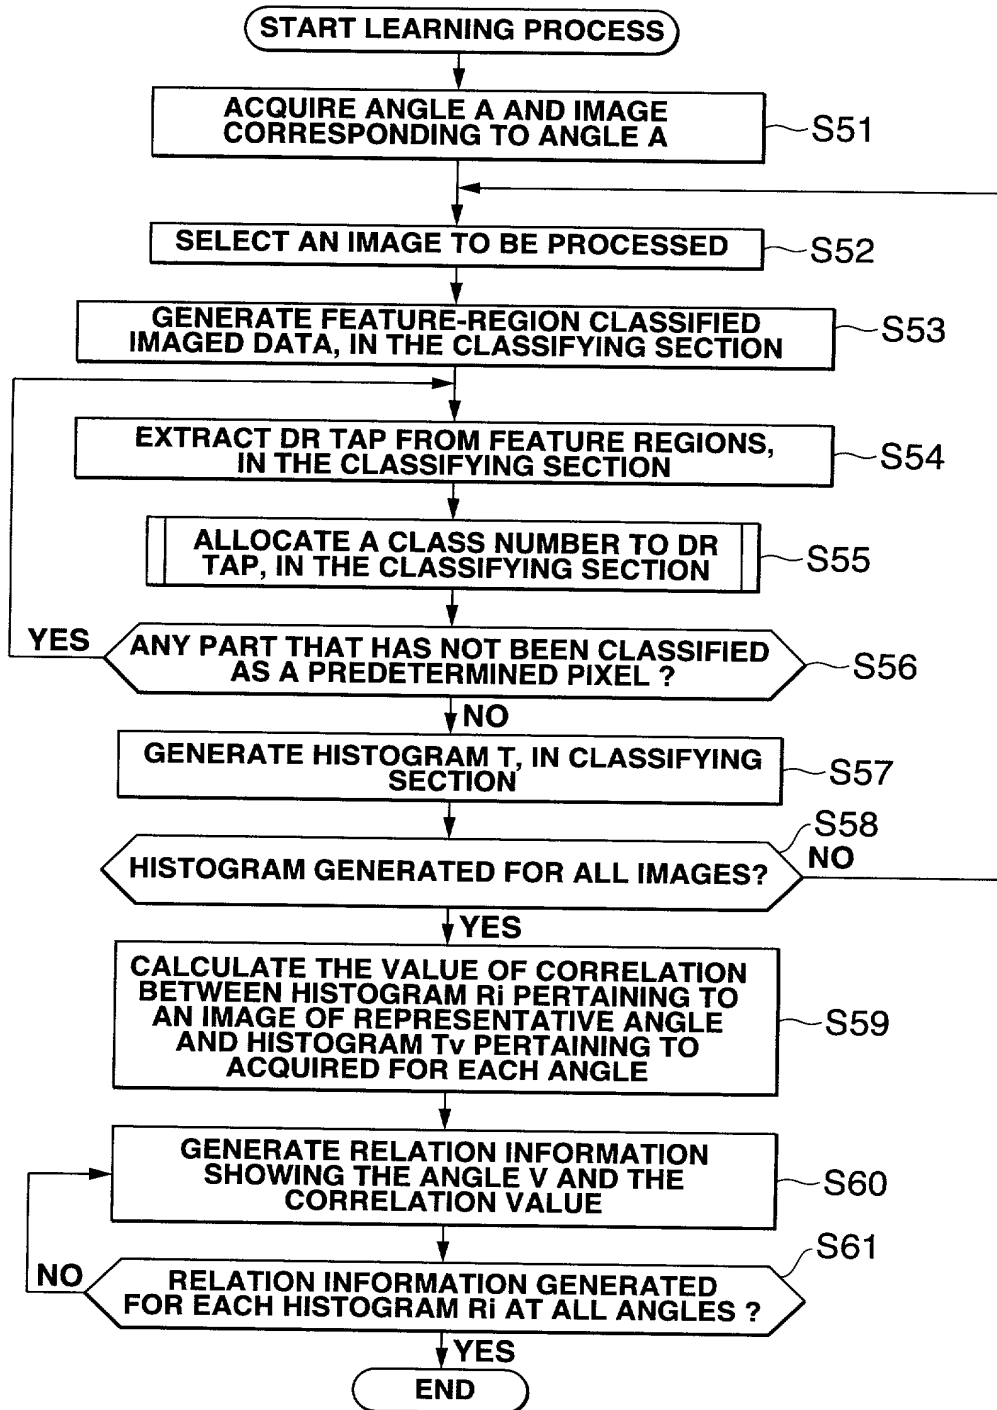 START LEARNING PROCESS
ACQUIRE ANGLE A AND IMAGE
CORRESPONDING TO ANGLE A
S51
SELECT AN IMAGE TO BE PROCESSED
S52
GENERATE FEATURE-REGION CLASSIFIED
IMAGED DATA, IN THE CLASSIFYING SECTION
S53
EXTRACT DR TAP FROM FEATURE REGIONS,
IN THE CLASSIFYING SECTION
S54
ALLOCATE A CLASS NUMBER TO DR
TAP, IN THE CLASSIFYING SECTION
S55
YES
ANY PART THAT HAS NOT BEEN CLASSIFIED
AS A PREDETERMINED PIXEL ?
S56
NO
GENERATE HISTOGRAM T, IN CLASSIFYING
SECTION
S57
S58
HISTOGRAM GENERATED FOR ALL IMAGES?
NO
YES
CALCULATE THE VALUE OF CORRELATION
BETWEEN HISTOGRAM Ri PERTAINING TO
AN IMAGE OF REPRESENTATIVE ANGLE
AND HISTOGRAM Tv PERTAINING TO
ACQUIRED FOR EACH ANGLE
S59
GENERATE RELATION INFORMATION
SHOWING THE ANGLE V AND THE
CORRELATION VALUE
S60
S61
NO
RELATION INFORMATION GENERATED
FOR EACH HISTOGRAM Ri AT ALL ANGLES ?
YES
END